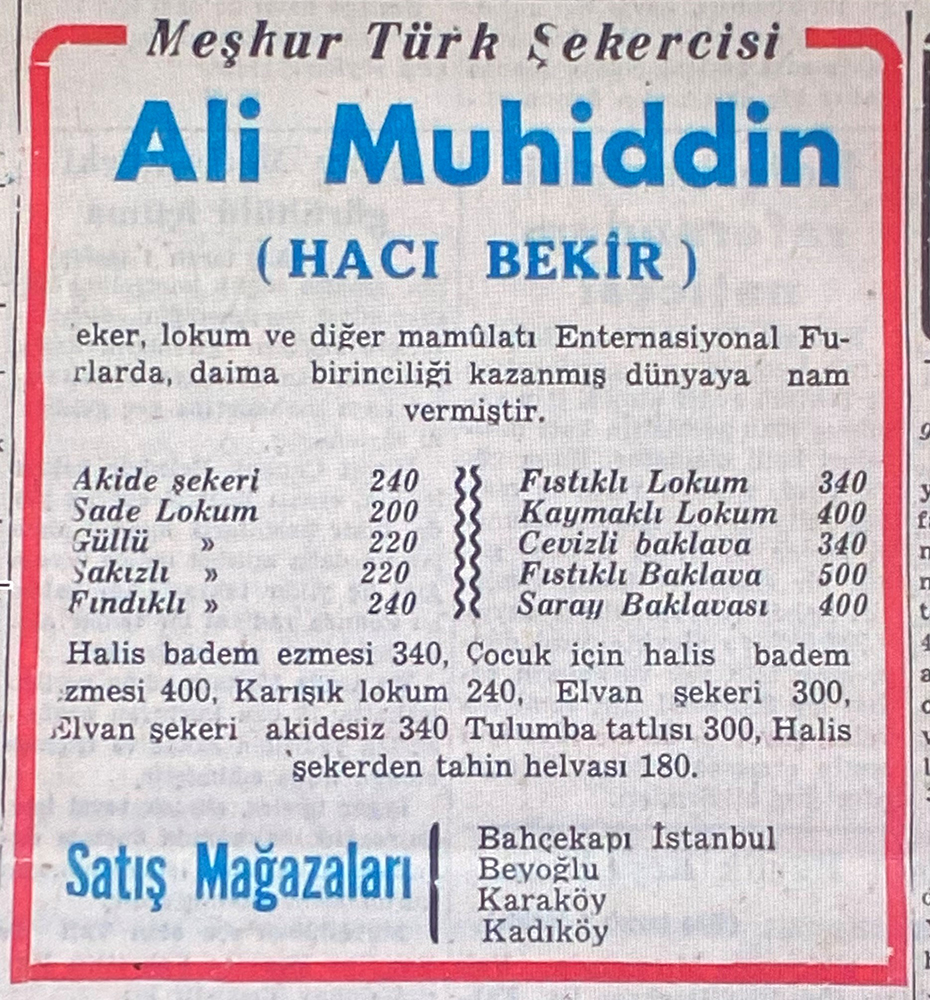 Meşhur Türk Şekercisi
Ali Muhiddin
(HACI BEKİR)
eker, lokum ve diğer mamûlatı Enternasiyonal Fu-
rlarda, daima birinciliği kazanmış dünyaya nam
vermiştir.
Akide şekeri 240 Fıstıklı Lokum 340
Sade Lokum 200 Kaymaklı Lokum 400
Güllü » 220 Cevizli baklava 340
Sakızlı » 220 Fıstıklı Baklava 500
Fındıklı » 240 Saray Baklavası 400
Halis badem ezmesi 340, Çocuk için halis badem
zmesi 400, Karışık lokum 240, Elvan şekeri 300,
Elvan şekeri akidesiz 340 Tulumba tatlısı 300, Halis
şekerden tahin helvası 180.
Satış Mağazaları
Bahçekapı İstanbul
Beyoğlu
Karaköy
Kadıköy